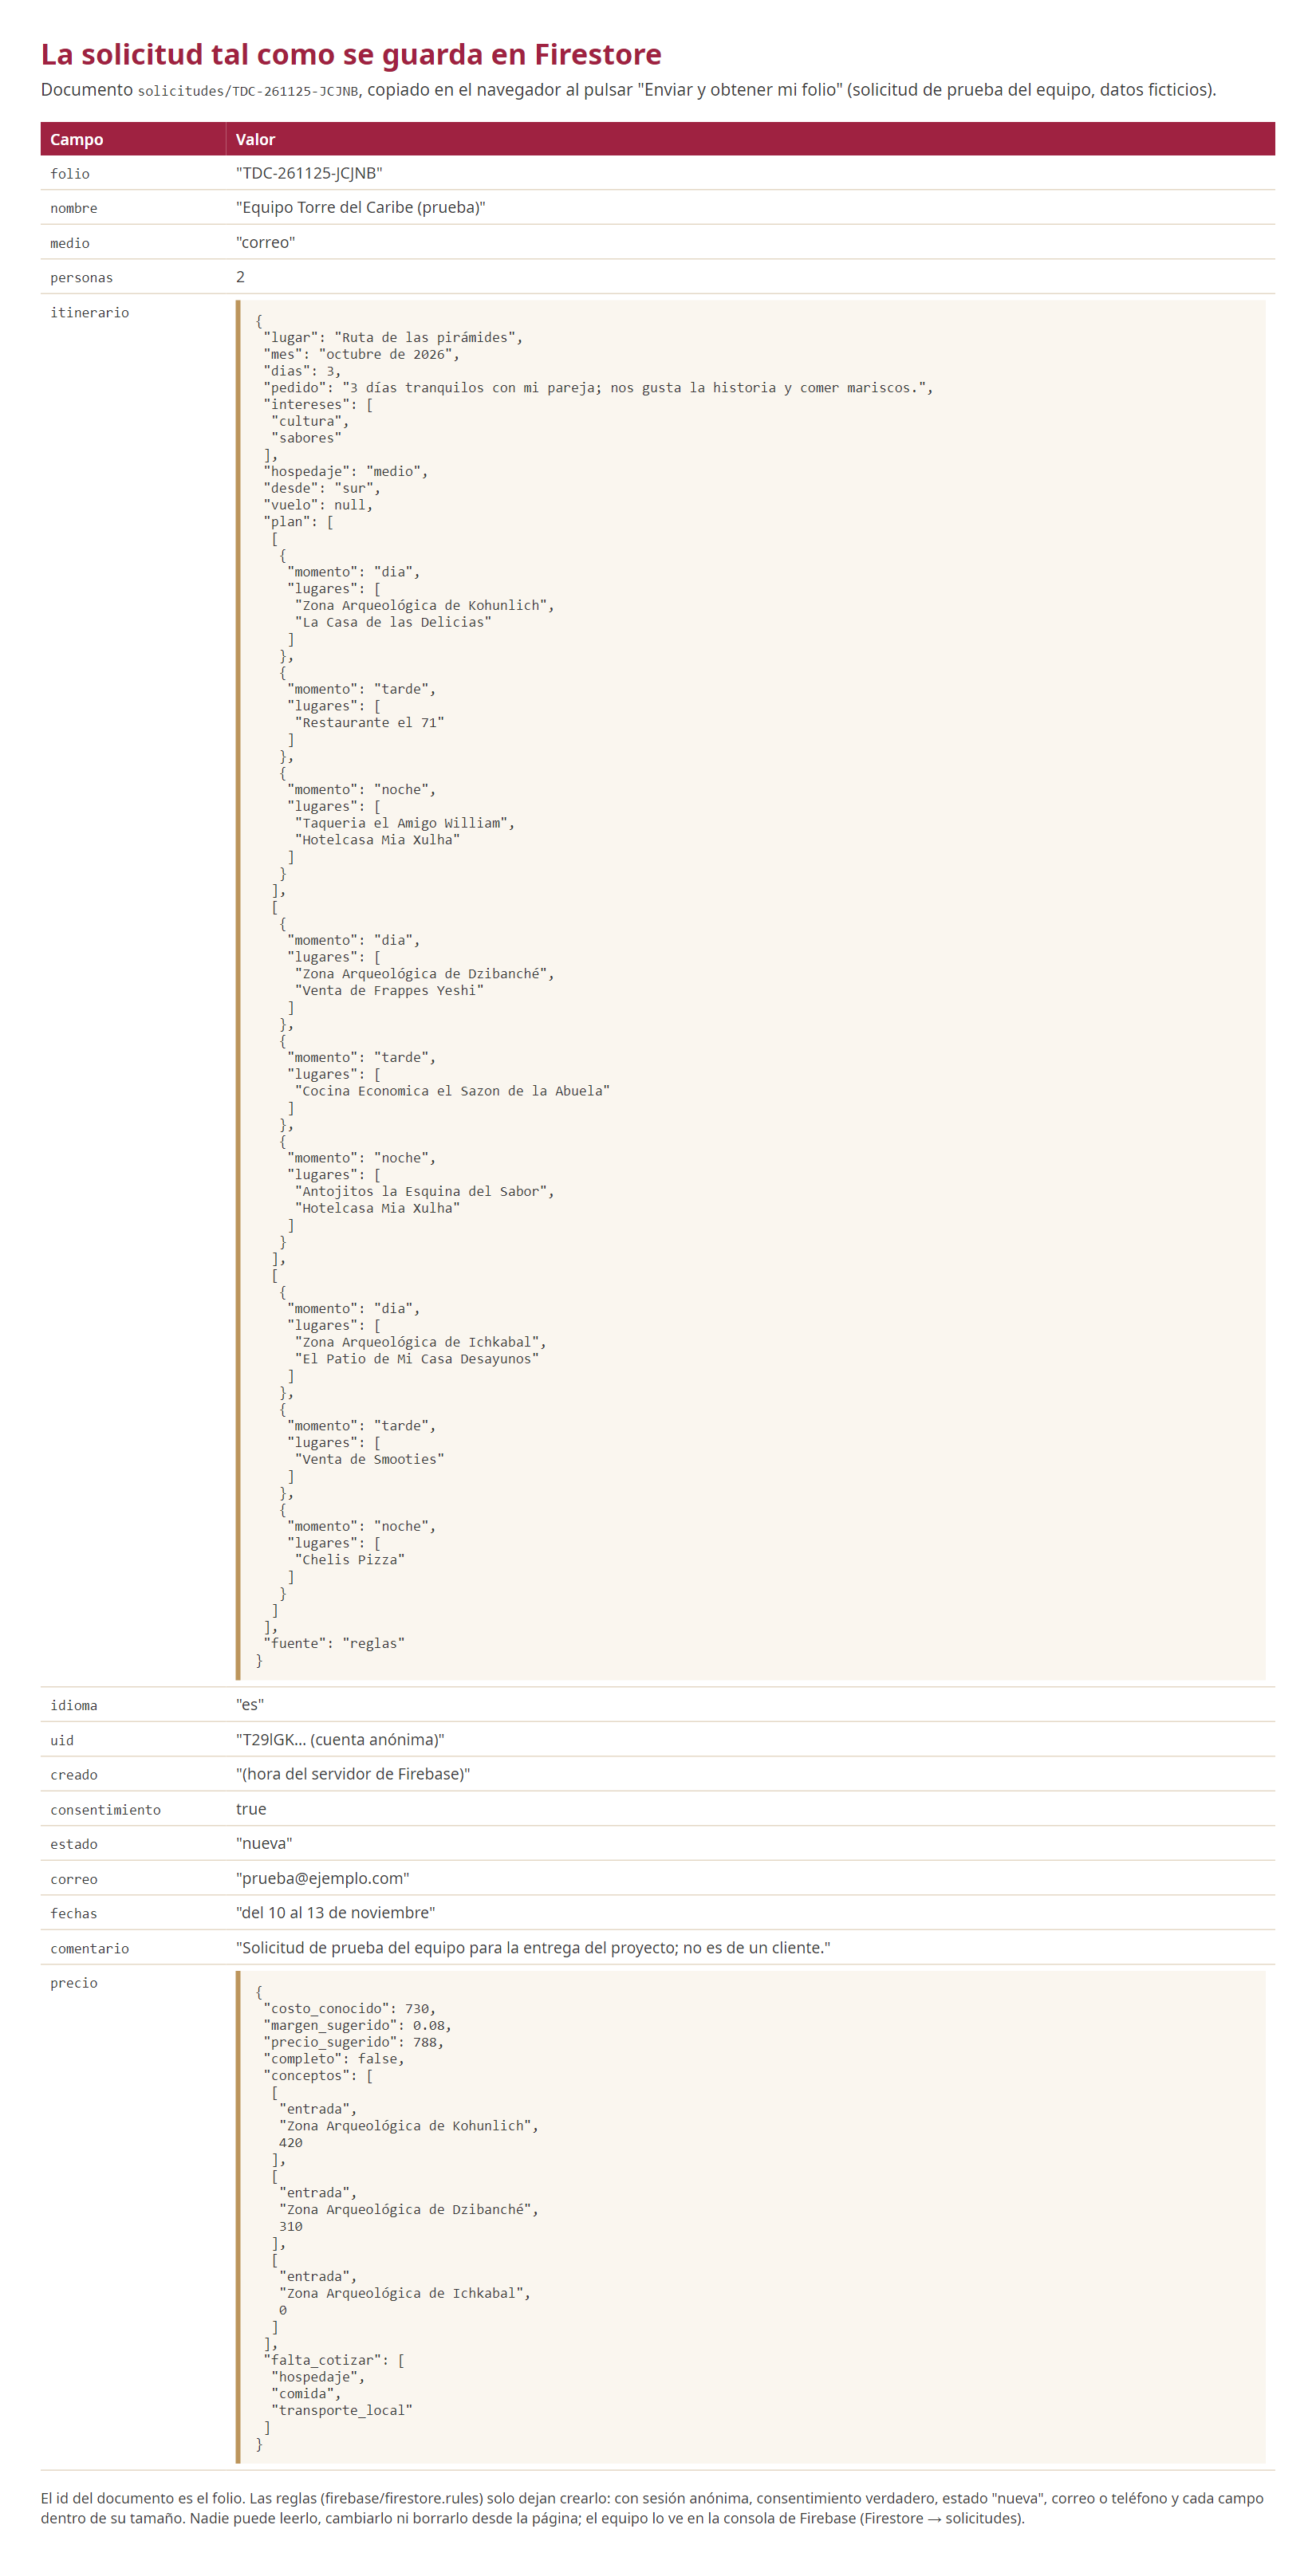 La solicitud tal como se guarda en Firestore
Documento solicitudes/TDC-261125-JCJNB, copiado en el navegador al pulsar "Enviar y obtener mi folio" (solicitud de prueba del equipo, datos ficticios).
Campo Valor
folio "TDC-261125-JCJNB"
nombre "Equipo Torre del Caribe (prueba)"
medio "correo"
personas 2
itinerario
{
"lugar": "Ruta de las pirámides",
"mes": "octubre de 2026",
"dias": 3,
"pedido": "3 días tranquilos con mi pareja; nos gusta la historia y comer mariscos.",
"intereses": [
"cultura",
"sabores"
],
"hospedaje": "medio",
"desde": "sur",
"vuelo": null,
"plan": [
[
{
"momento": "dia",
"lugares": [
"Zona Arqueológica de Kohunlich",
"La Casa de las Delicias"
]
},
{
"momento": "tarde",
"lugares": [
"Restaurante el 71"
]
},
{
"momento": "noche",
"lugares": [
"Taqueria el Amigo William",
"Hotelcasa Mia Xulha"
]
}
],
[
{
"momento": "dia",
"lugares": [
"Zona Arqueológica de Dzibanché",
"Venta de Frappes Yeshi"
]
},
{
"momento": "tarde",
"lugares": [
"Cocina Economica el Sazon de la Abuela"
]
},
{
"momento": "noche",
"lugares": [
"Antojitos la Esquina del Sabor",
"Hotelcasa Mia Xulha"
]
}
],
[
{
"momento": "dia",
"lugares": [
"Zona Arqueológica de Ichkabal",
"El Patio de Mi Casa Desayunos"
]
},
{
"momento": "tarde",
"lugares": [
"Venta de Smooties"
]
},
{
"momento": "noche",
"lugares": [
"Chelis Pizza"
]
}
]
],
"fuente": "reglas"
}
idioma "es"
uid "T29lGK… (cuenta anónima)"
creado "(hora del servidor de Firebase)"
consentimiento true
estado "nueva"
correo "prueba@ejemplo.com"
fechas "del 10 al 13 de noviembre"
comentario "Solicitud de prueba del equipo para la entrega del proyecto; no es de un cliente."
precio
{
"costo_conocido": 730,
"margen_sugerido": 0.08,
"precio_sugerido": 788,
"completo": false,
"conceptos": [
[
"entrada",
"Zona Arqueológica de Kohunlich",
420
],
[
"entrada",
"Zona Arqueológica de Dzibanché",
310
],
[
"entrada",
"Zona Arqueológica de Ichkabal",
0
]
],
"falta_cotizar": [
"hospedaje",
"comida",
"transporte_local"
]
}
El id del documento es el folio. Las reglas (firebase/firestore.rules) solo dejan crearlo: con sesión anónima, consentimiento verdadero, estado "nueva", correo o teléfono y cada campo
dentro de su tamaño. Nadie puede leerlo, cambiarlo ni borrarlo desde la página; el equipo lo ve en la consola de Firebase (Firestore → solicitudes).